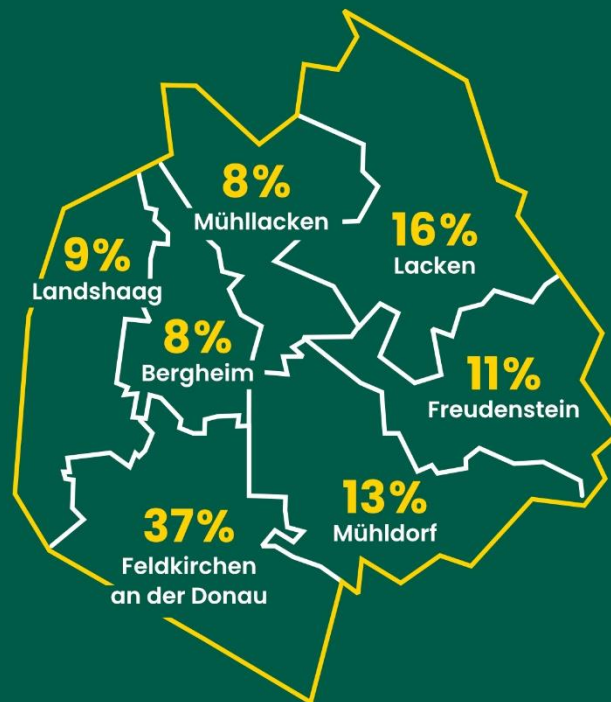 8%
Mühllacken
16%
Lacken
9%
Landshaag
8%
Bergheim
11%
Freudenstein
13%
Mühldorf
37%
Feldkirchen
an der Donau